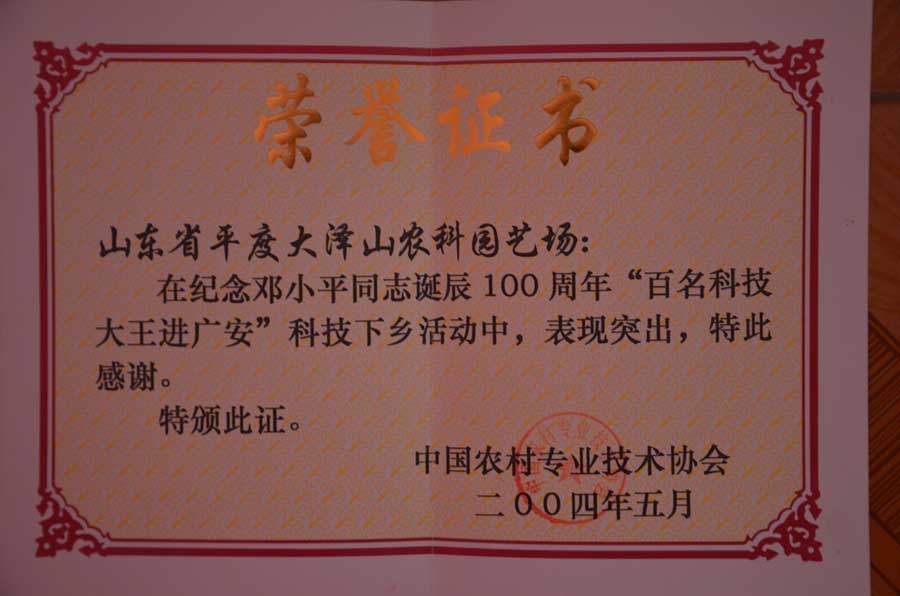 荣誉证书
山东省平度大泽山农科园艺场：
在纪念邓小平同志诞辰100周年“百名科技
大王进广安”科技下乡活动中，表现突出，特此
感谢。
特颁此证。
中国农村专业技术协会
二〇〇四年五月